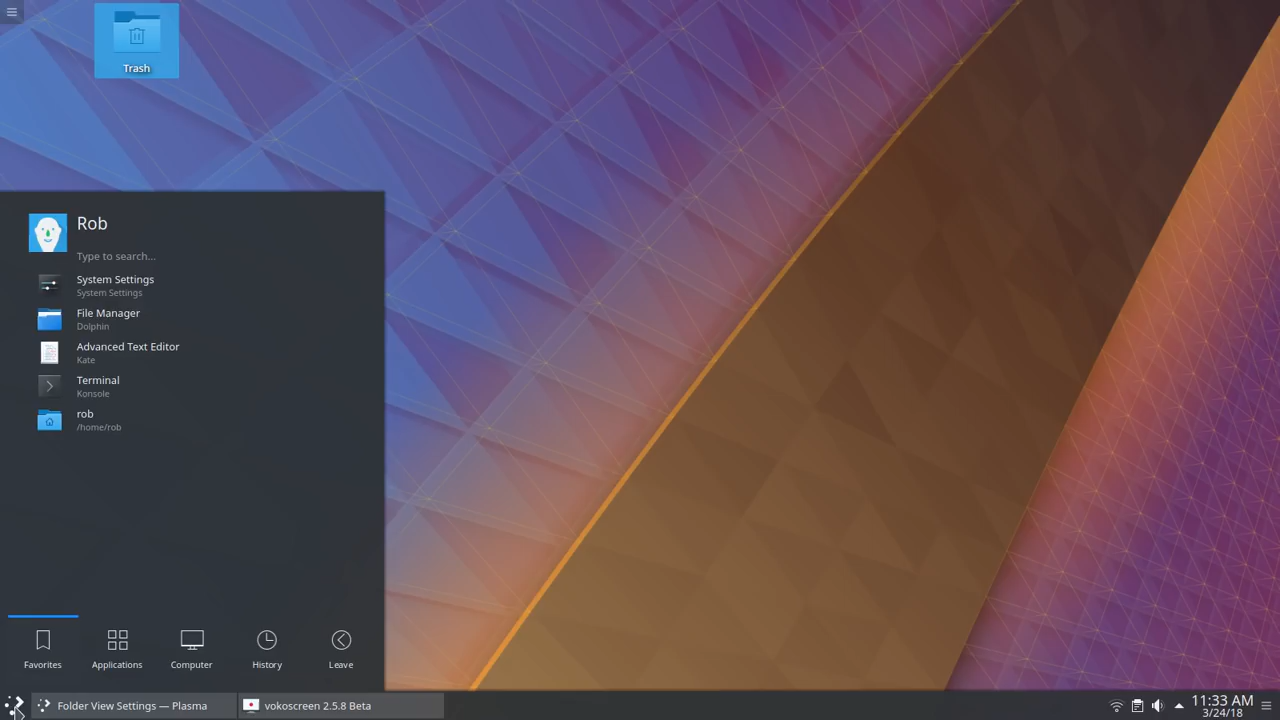 Trash
Rob
Type to search...
System Settings
System Settings
File Manager
Dolphin
Advanced Text Editor
Kate
Terminal
Konsole
rob
/home/rob
Favorites
Applications
Computer
History
Leave
Folder View Settings — Plasma
vokoscreen 2.5.8 Beta
11:33 AM
3/24/18